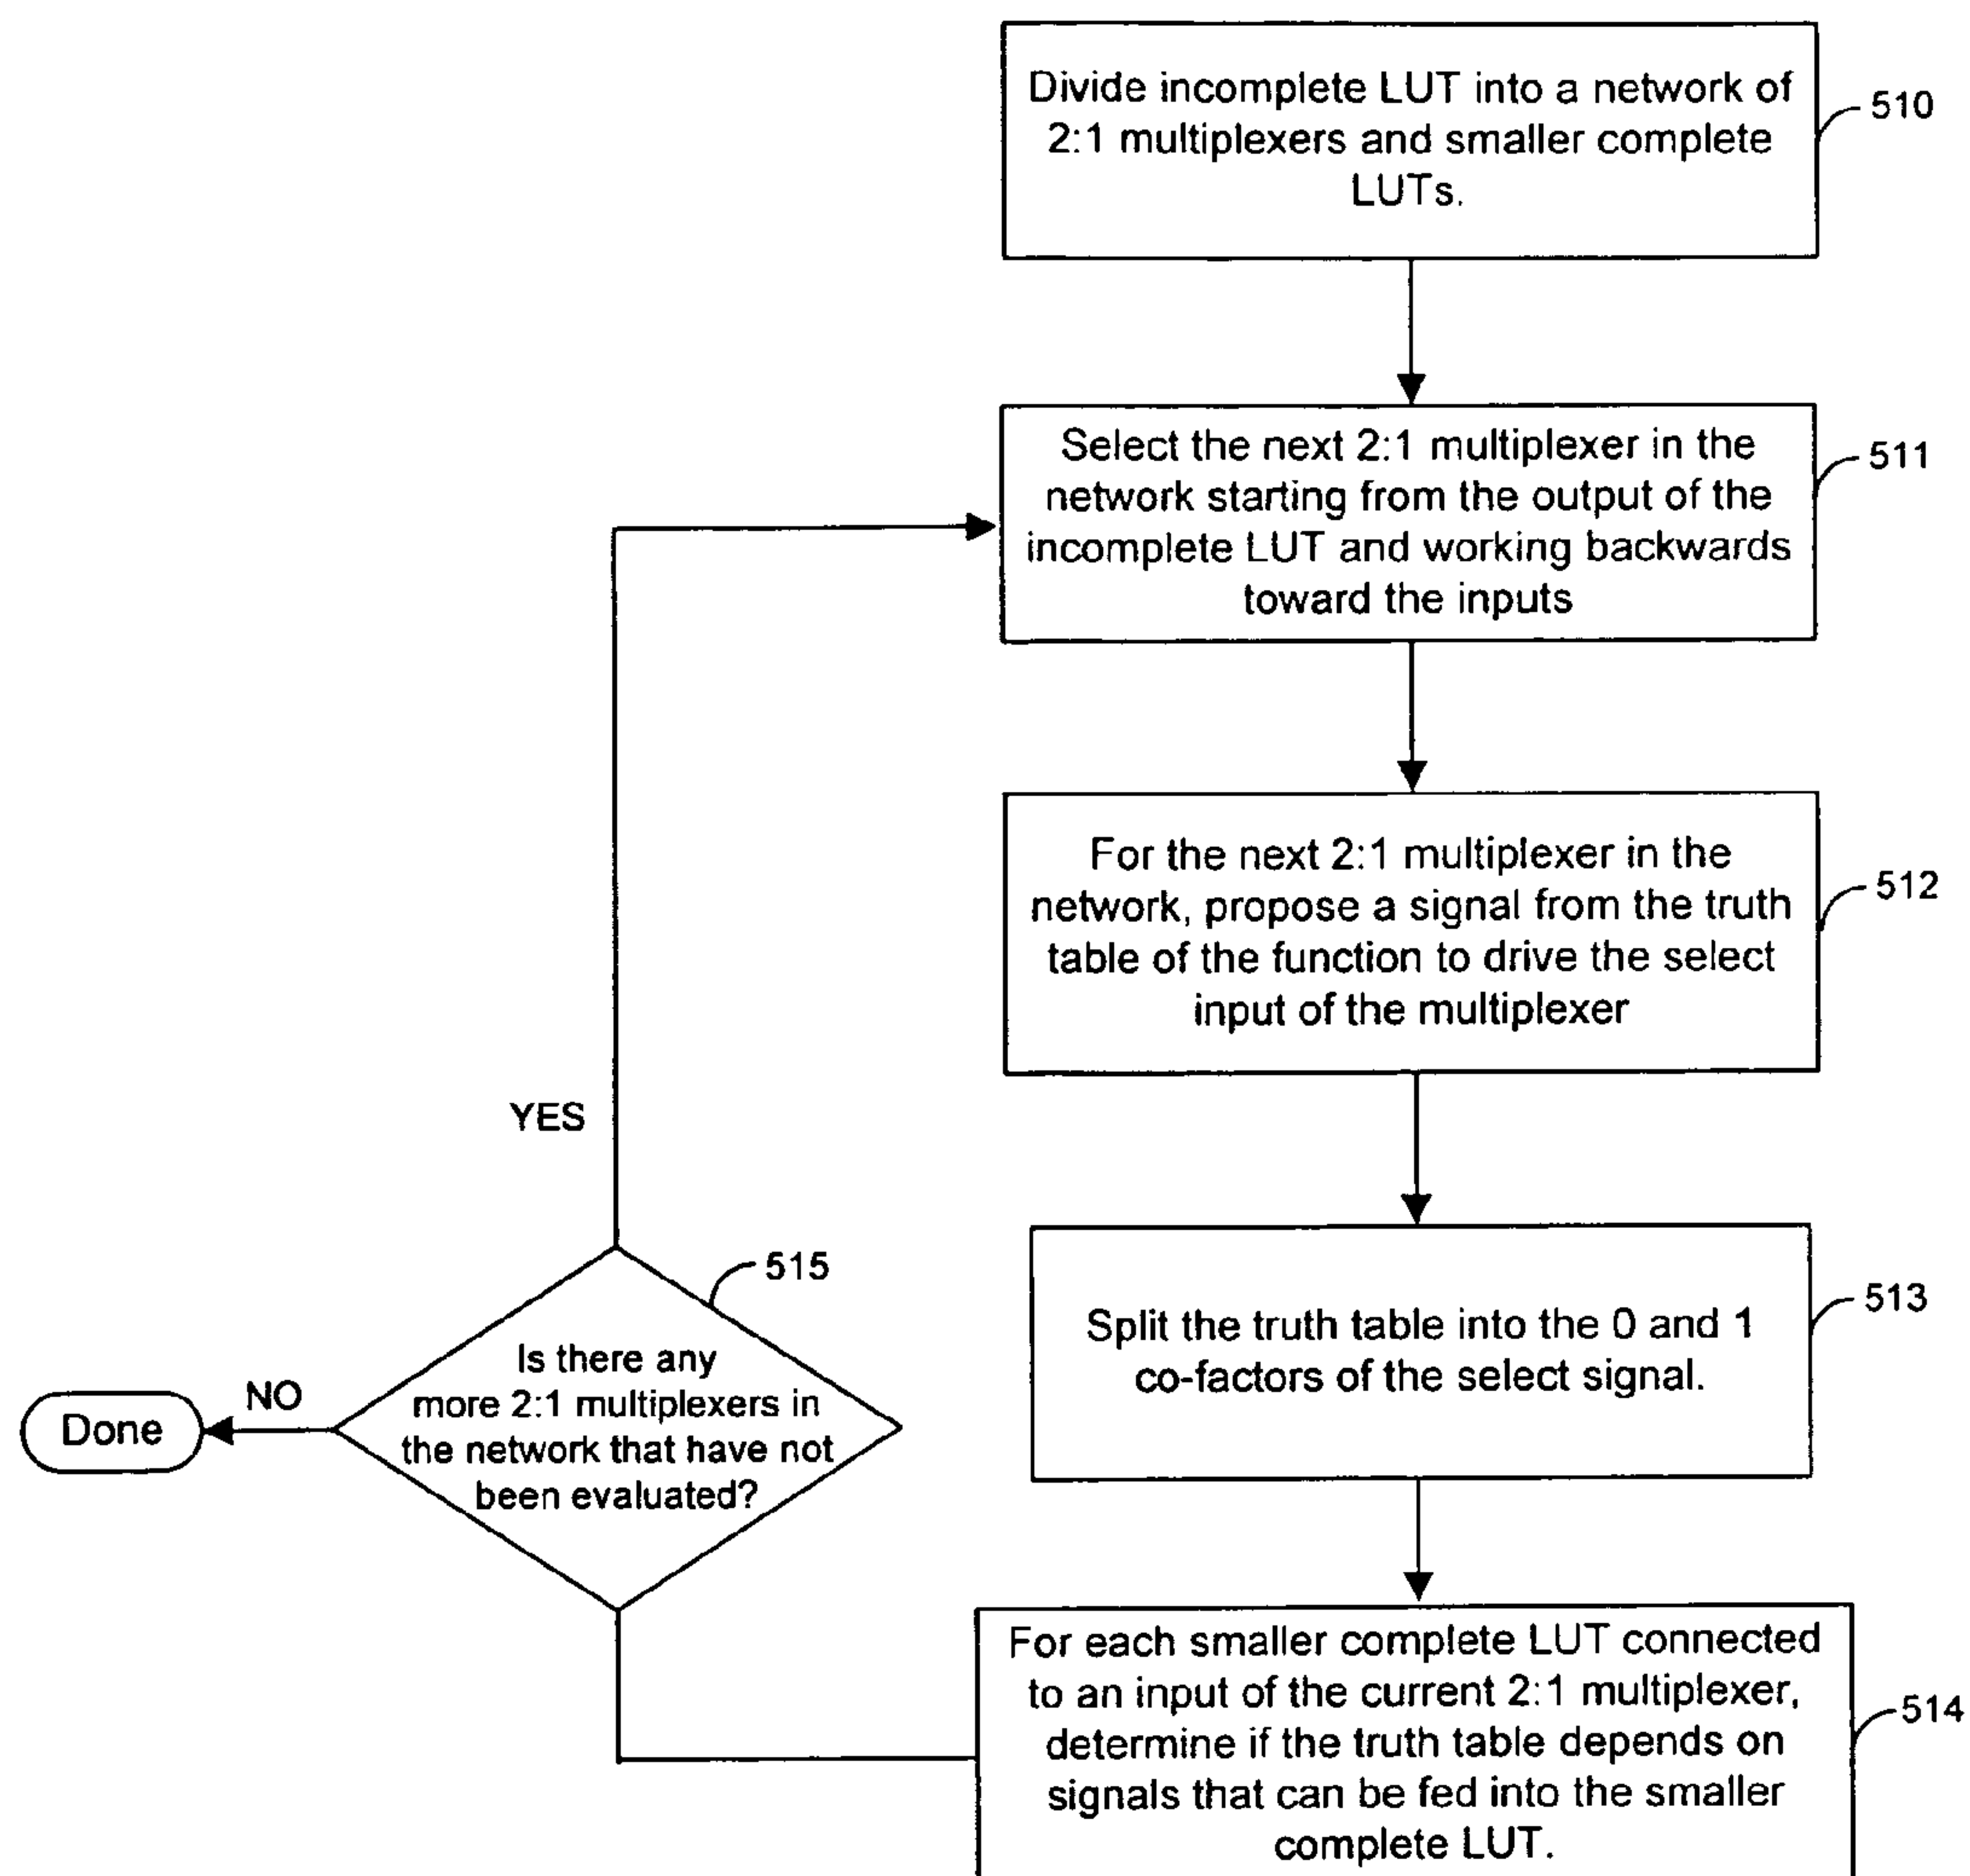 Divide incomplete LUT into a network of
2:1 multiplexers and smaller complete
LUTs.
510
Select the next 2:1 multiplexer in the
network starting from the output of the
incomplete LUT and working backwards
toward the inputs
511
For the next 2:1 multiplexer in the
network, propose a signal from the truth
table of the function to drive the select
input of the multiplexer
512
Split the truth table into the 0 and 1
co-factors of the select signal.
513
For each smaller complete LUT connected
to an input of the current 2:1 multiplexer,
determine if the truth table depends on
signals that can be fed into the smaller
complete LUT.
514
515
Is there any
more 2:1 multiplexers in
the network that have not
been evaluated?
YES
NO
Done